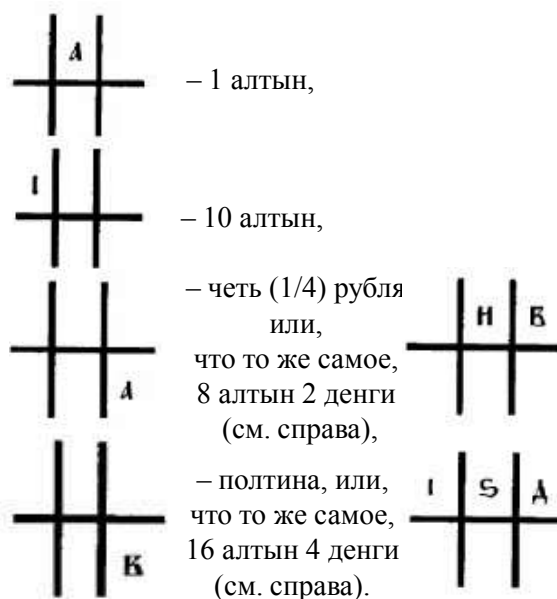 А
– 1 алтын,
І
– 10 алтын,
– четь (1/4) рубля
или,
что то же самое,
8 алтын 2 денги
(см. справа),
А
Н В
– полтина, или,
что то же самое,
16 алтын 4 денги
(см. справа).
В
І Ѕ Д